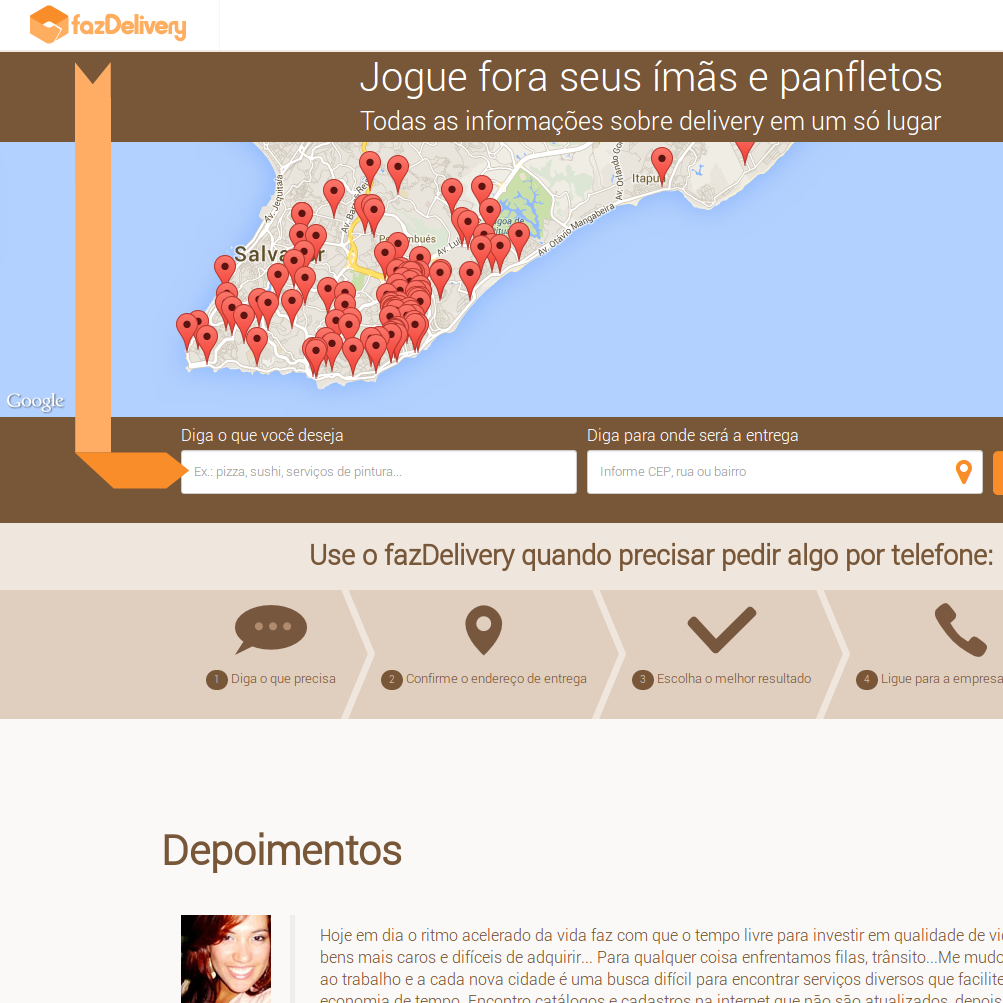 fazDelivery
Jogue fora seus ímãs e panfletos
Todas as informações sobre delivery em um só lugar
Av. Jequitaia
Av. Orlando
Itapuã
Av. Otávio Mangabeira
Av. Luís
Salvador
Google
Diga o que você deseja
Diga para onde será a entrega
Ex.: pizza, sushi, serviços de pintura...
Informe CEP, rua ou bairro
Use o fazDelivery quando precisar pedir algo por telefone:
1 Diga o que precisa
2 Confirme o endereço de entrega
3 Escolha o melhor resultado
4 Ligue para a empresa
Depoimentos
Hoje em dia o ritmo acelerado da vida faz com que o tempo livre para investir em qualidade de
bens mais caros e difíceis de adquirir... Para qualquer coisa enfrentamos filas, trânsito...Me
ao trabalho e a cada nova cidade é uma busca difícil para encontrar serviços diversos que
economia de tempo. Encontro catálogos e cadastros na internet que não são atualizados, depois